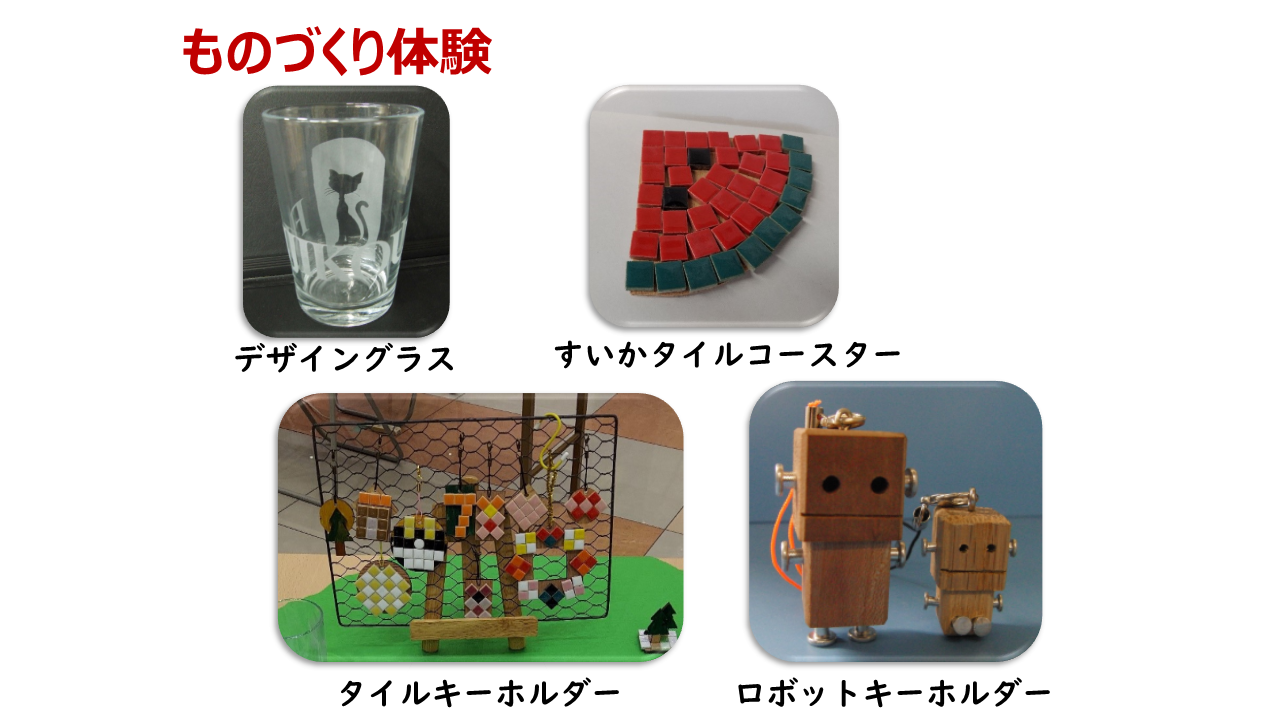 ものづくり体験
デザイングラス
すいかタイルコースター
タイルキーホルダー
ロボットキーホルダー